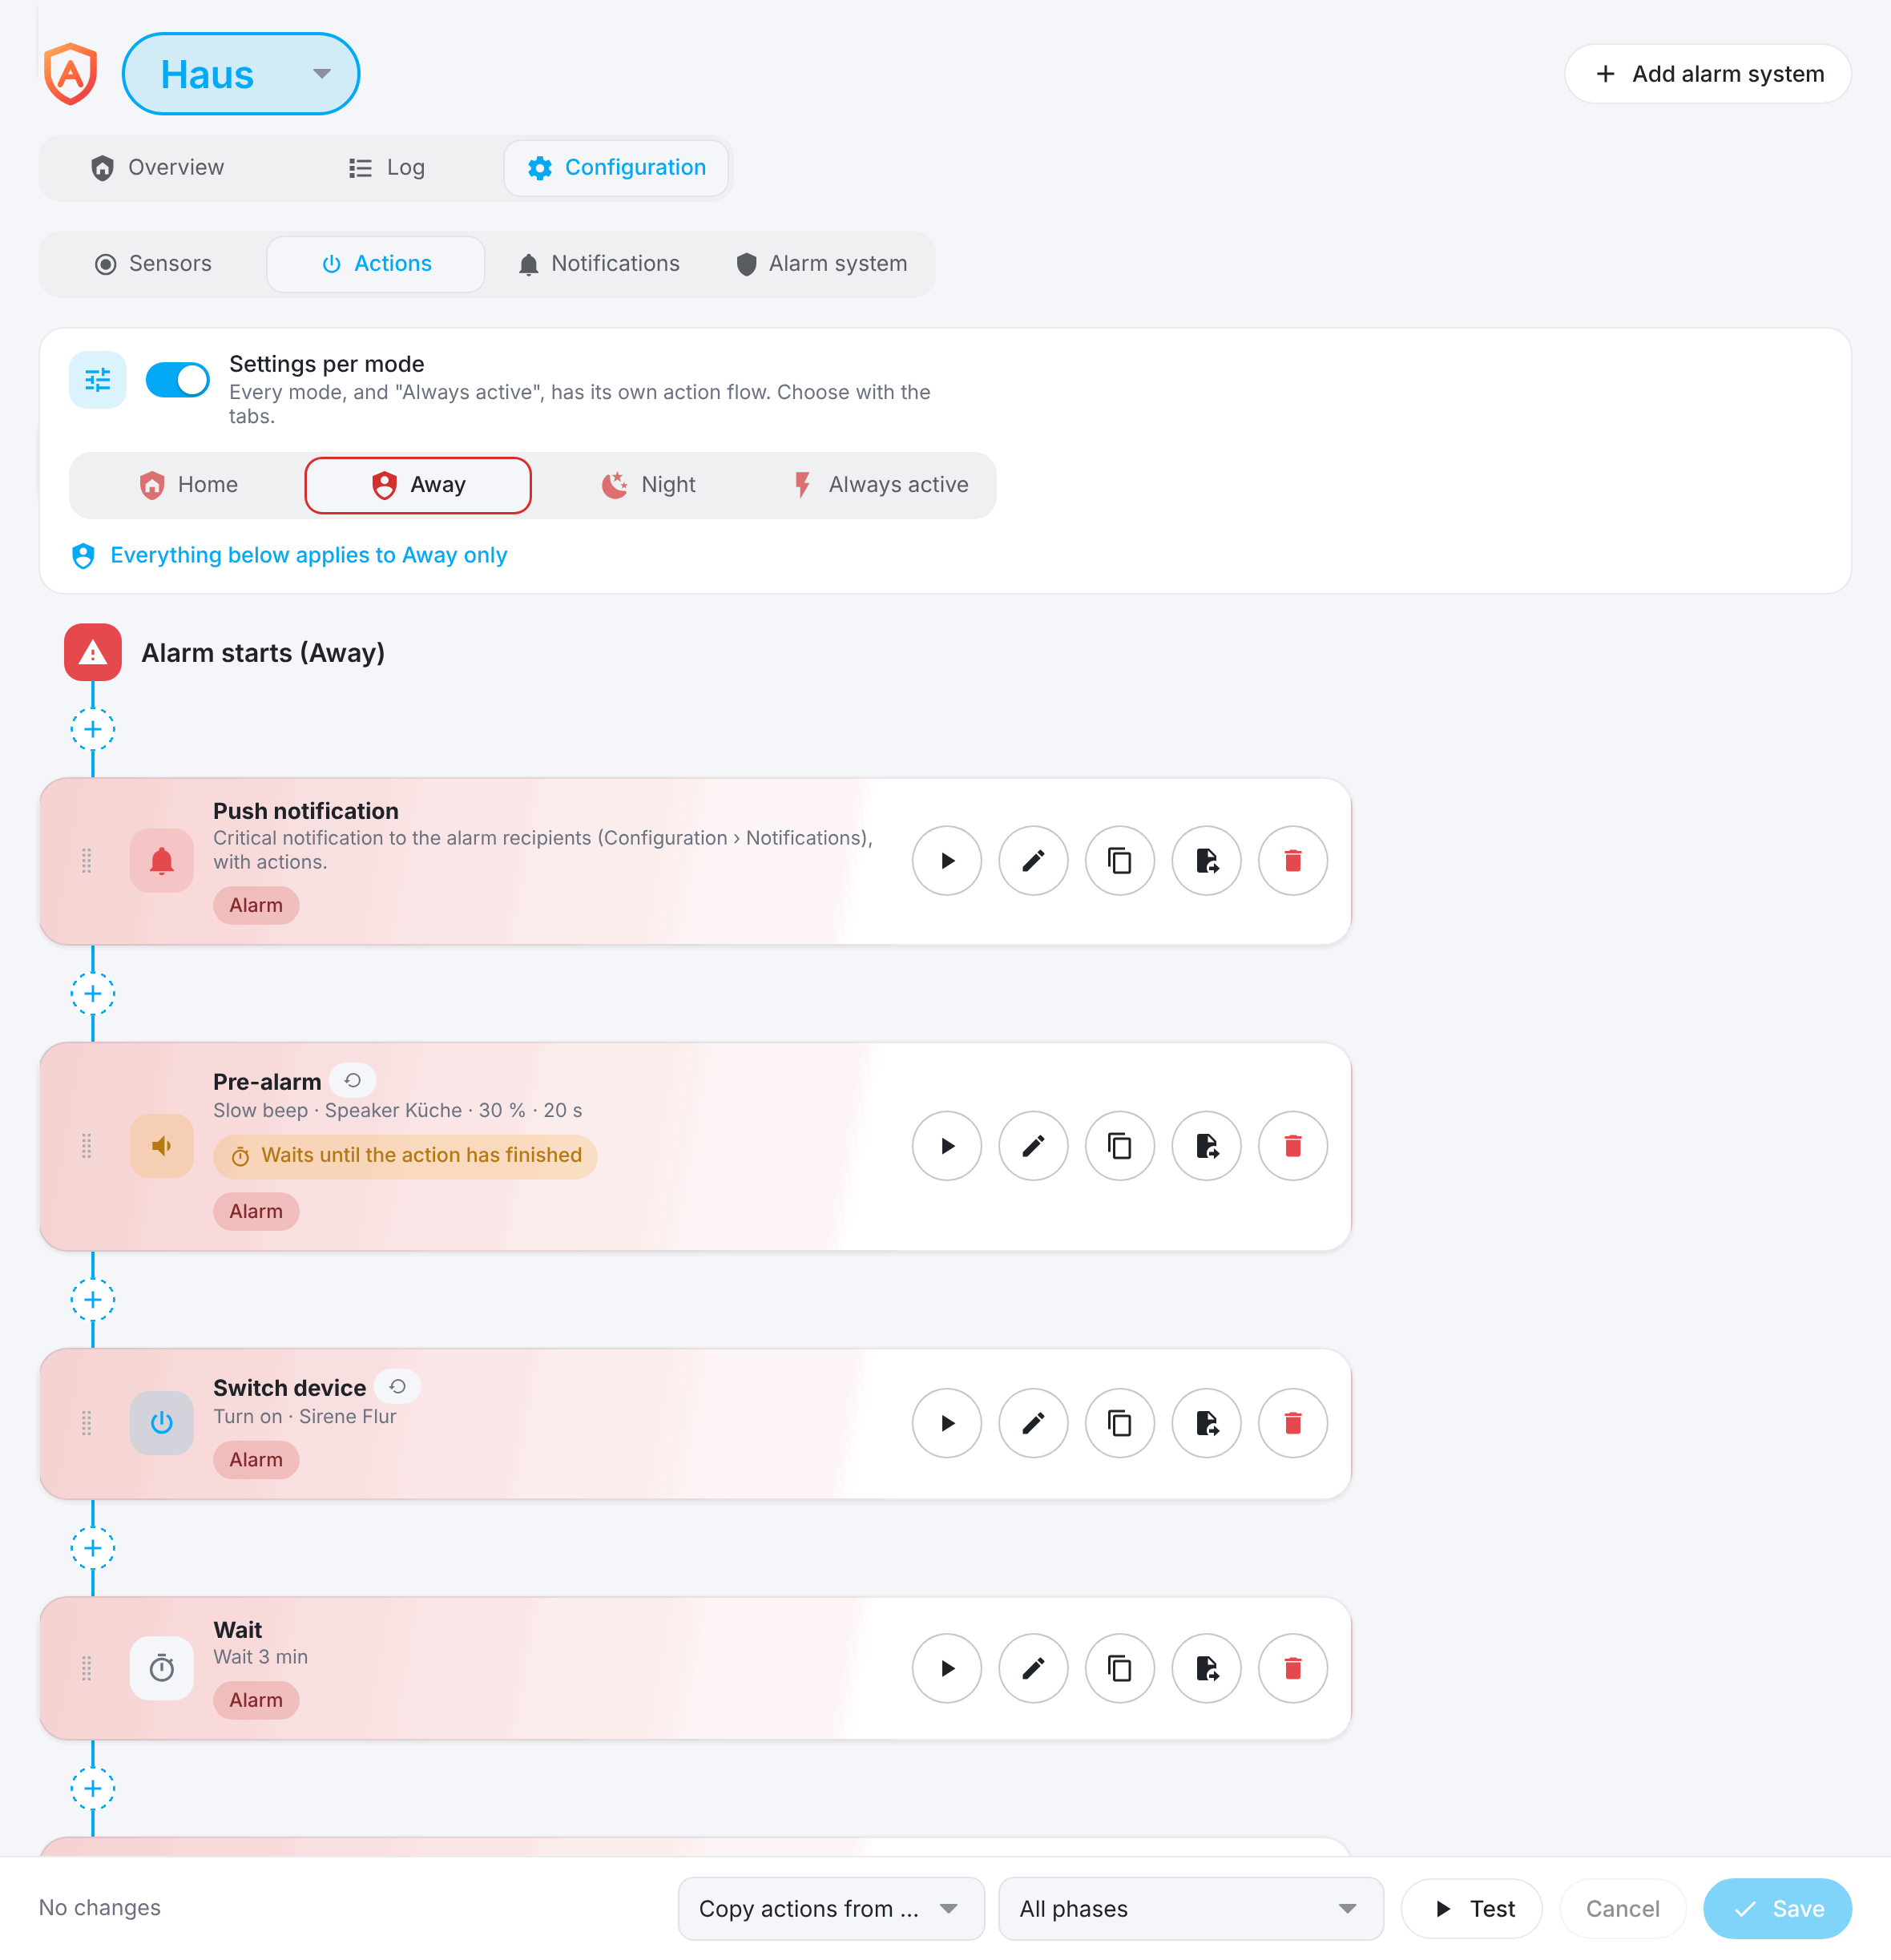 Haus
Add alarm system
Overview
Log
Configuration
Sensors
Actions
Notifications
Alarm system
Settings per mode
Every mode, and "Always active", has its own action flow. Choose with the
tabs.
Home
Away
Night
Always active
Everything below applies to Away only
Alarm starts (Away)
Push notification
Critical notification to the alarm recipients (Configuration › Notifications),
with actions.
Alarm
Pre-alarm
Slow beep · Speaker Küche · 30 % · 20 s
Waits until the action has finished
Alarm
Switch device
Turn on · Sirene Flur
Alarm
Wait
Wait 3 min
Alarm
No changes
Copy actions from ...
All phases
Test
Cancel
Save